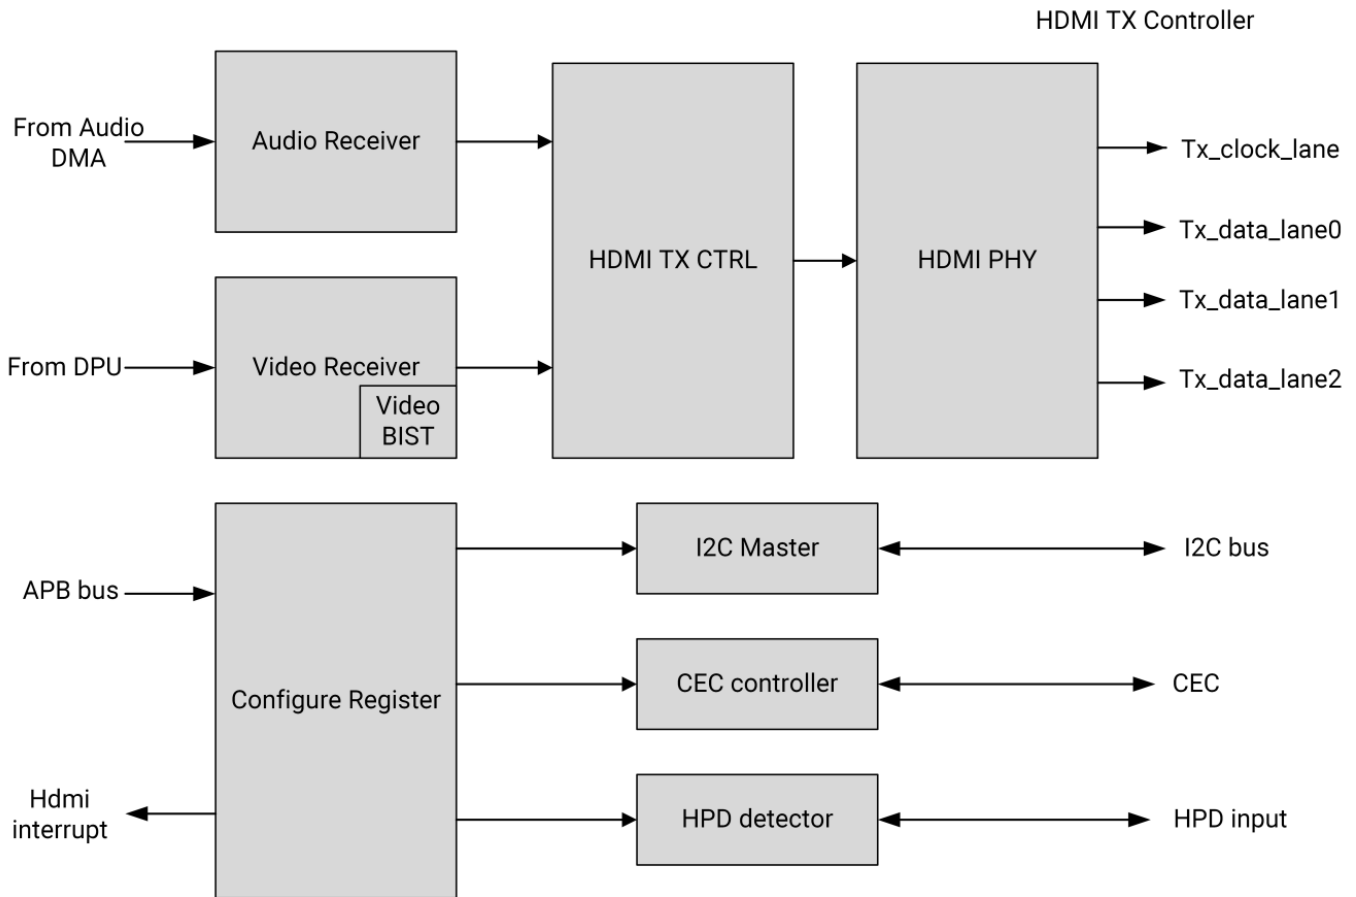 HDMI TX Controller
From Audio
DMA
Audio Receiver
HDMI TX CTRL
HDMI PHY
Tx_clock_lane
Tx_data_lane0
Tx_data_lane1
Tx_data_lane2
From DPU
Video Receiver
Video
BIST
APB bus
Configure Register
Hdmi
interrupt
I2C Master
I2C bus
CEC controller
CEC
HPD detector
HPD input